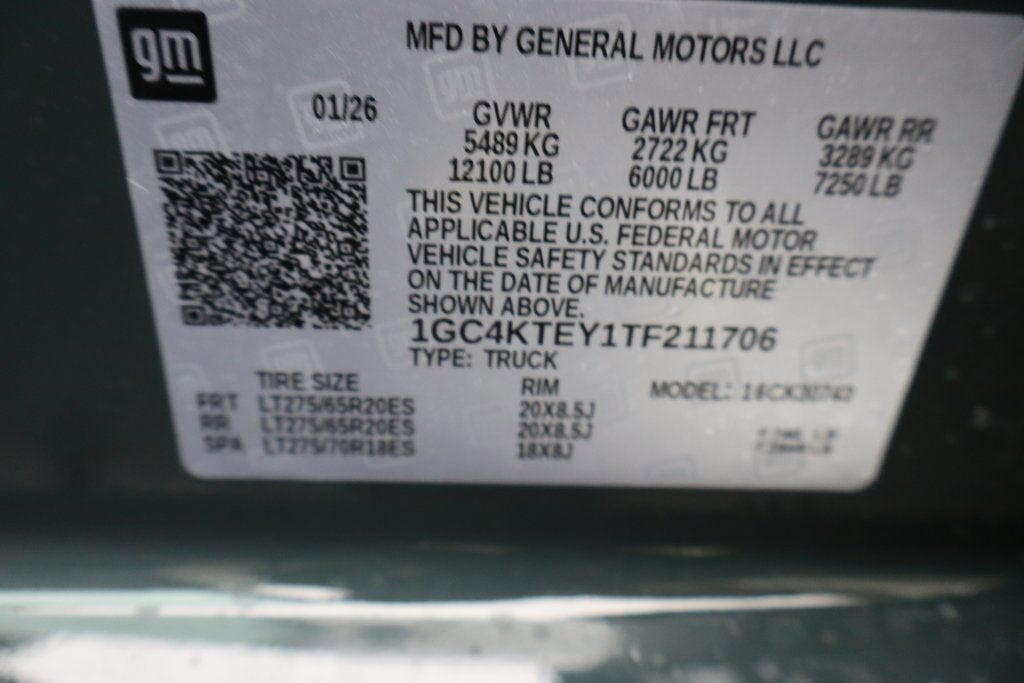 gm
MFD BY GENERAL MOTORS LLC
01/26
GVWR GAWR FRT GAWR RR
5489 KG 2722 KG 3289 KG
12100 LB 6000 LB 7250 LB
THIS VEHICLE CONFORMS TO ALL
APPLICABLE U.S. FEDERAL MOTOR
VEHICLE SAFETY STANDARDS IN EFFECT
ON THE DATE OF MANUFACTURE
SHOWN ABOVE.
1GC4KTEY1TF211706
TYPE: TRUCK
TIRE SIZE RIM MODEL:
FRT LT275/65R20ES 20X8.5J
RR LT275/65R20ES 20X8.5J
SPA LT275/70R18ES 18X8J